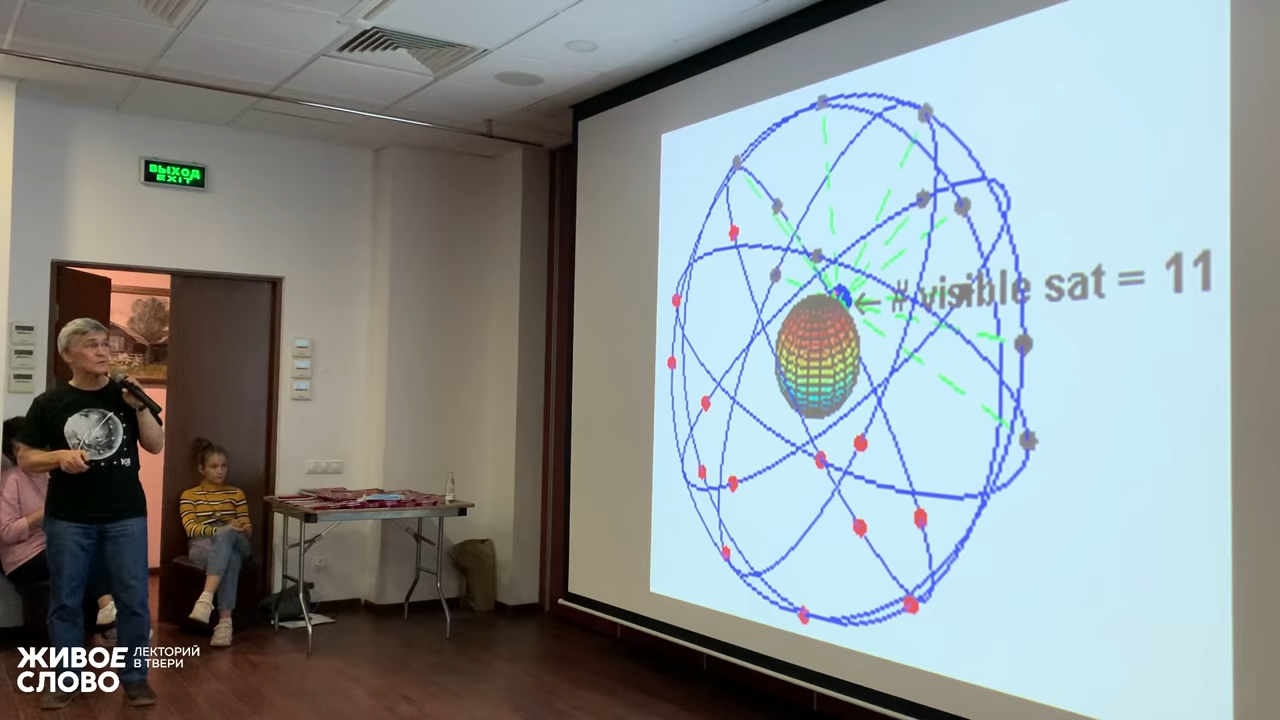 ВЫХОД
EXIT
← # visible sat = 11
ЖИВОЕ
СЛОВО
ЛЕКТОРИЙ
В ТВЕРИ